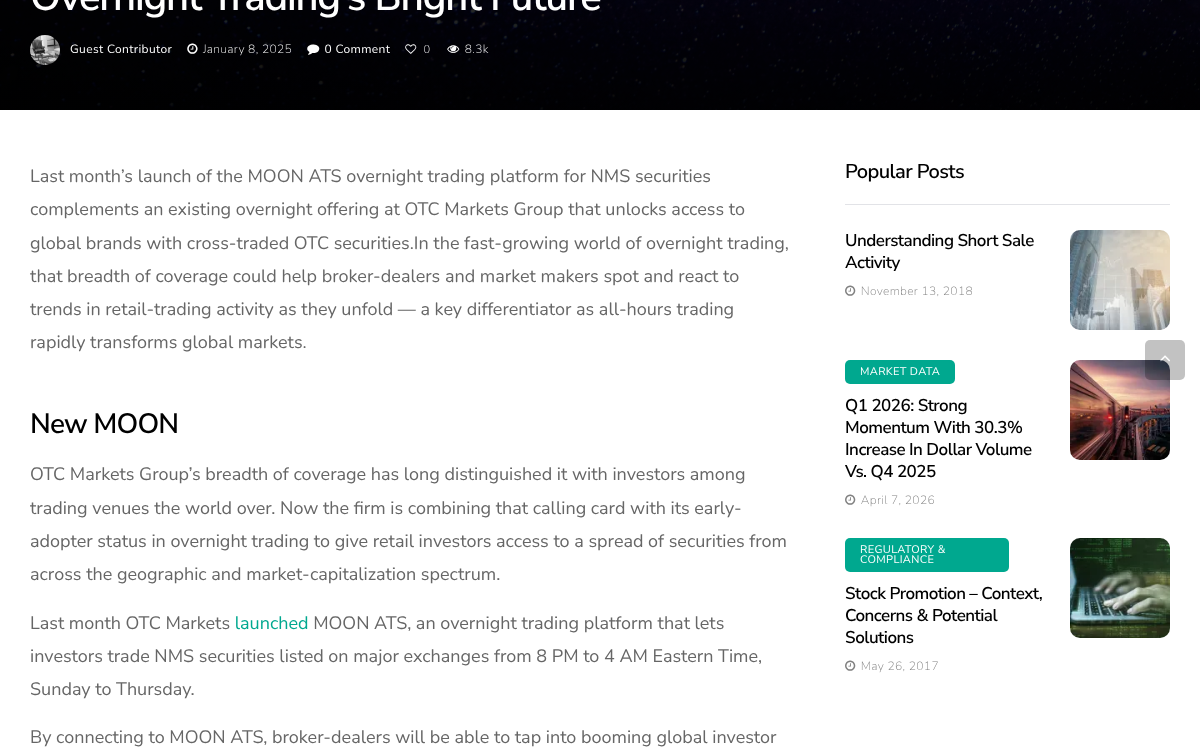 Overnight Trading's Bright Future
Guest Contributor January 8, 2025 0 Comment 0 8.3k
Last month’s launch of the MOON ATS overnight trading platform for NMS securities
complements an existing overnight offering at OTC Markets Group that unlocks access to
global brands with cross-traded OTC securities.In the fast-growing world of overnight trading,
that breadth of coverage could help broker-dealers and market makers spot and react to
trends in retail-trading activity as they unfold — a key differentiator as all-hours trading
rapidly transforms global markets.
New MOON
OTC Markets Group’s breadth of coverage has long distinguished it with investors among
trading venues the world over. Now the firm is combining that calling card with its early-
adopter status in overnight trading to give retail investors access to a spread of securities from
across the geographic and market-capitalization spectrum.
Last month OTC Markets launched MOON ATS, an overnight trading platform that lets
investors trade NMS securities listed on major exchanges from 8 PM to 4 AM Eastern Time,
Sunday to Thursday.
By connecting to MOON ATS, broker-dealers will be able to tap into booming global investor
Popular Posts
Understanding Short Sale
Activity
November 13, 2018
MARKET DATA
Q1 2026: Strong
Momentum With 30.3%
Increase In Dollar Volume
Vs. Q4 2025
April 7, 2026
REGULATORY &
COMPLIANCE
Stock Promotion – Context,
Concerns & Potential
Solutions
May 26, 2017